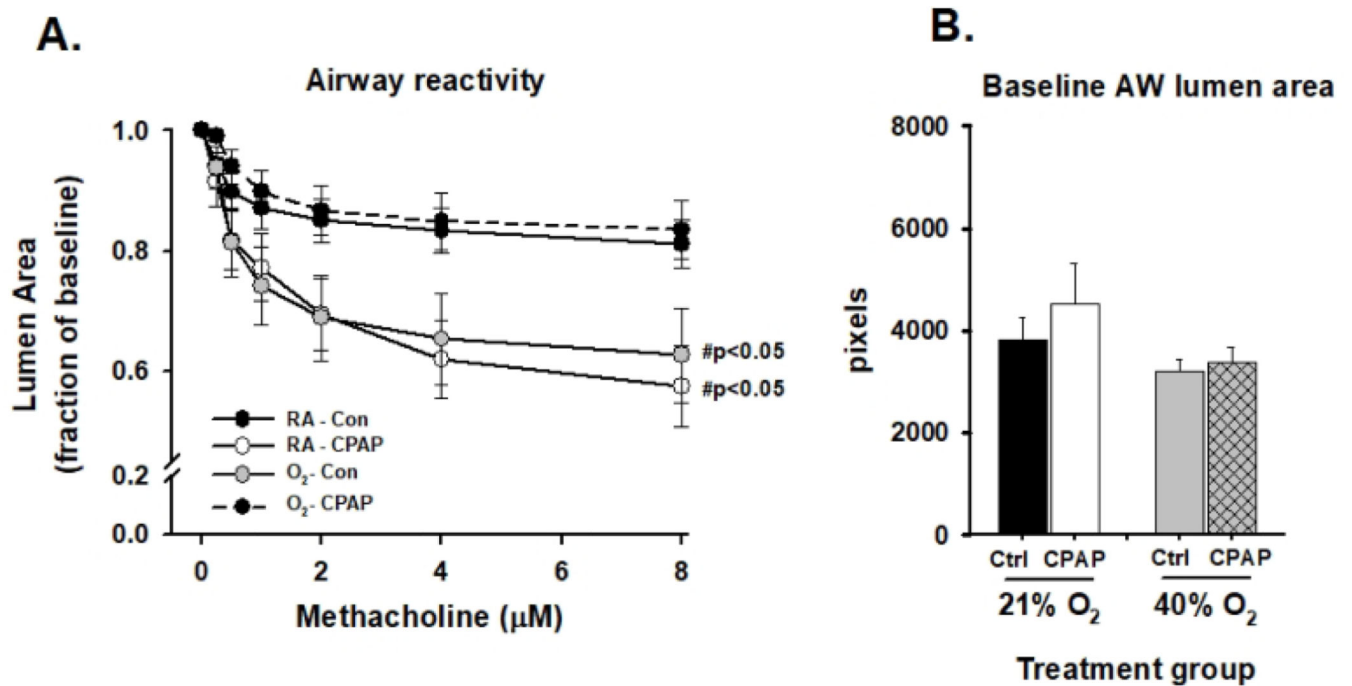 A.
Airway reactivity
Lumen Area
(fraction of baseline)
1.0
0.8
0.6
0.2
0.0
#p<0.05
#p<0.05
RA - Con
RA - CPAP
O₂- Con
O₂- CPAP
0 2 4 6 8
Methacholine (μM)
B.
Baseline AW lumen area
pixels
8000
6000
4000
2000
0
Ctrl CPAP Ctrl CPAP
21% O₂ 40% O₂
Treatment group